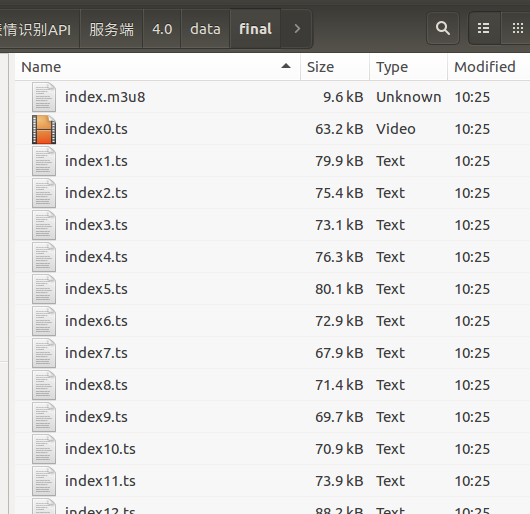 情识别API 服务端 4.0 data final
Name Size Type Modified
index.m3u8 9.6 kB Unknown 10:25
index0.ts 63.2 kB Video 10:25
index1.ts 79.9 kB Text 10:25
index2.ts 75.4 kB Text 10:25
index3.ts 73.1 kB Text 10:25
index4.ts 76.3 kB Text 10:25
index5.ts 80.1 kB Text 10:25
index6.ts 72.9 kB Text 10:25
index7.ts 67.9 kB Text 10:25
index8.ts 71.4 kB Text 10:25
index9.ts 69.7 kB Text 10:25
index10.ts 70.9 kB Text 10:25
index11.ts 73.9 kB Text 10:25
index12.ts 88.2 kB Text 10:25